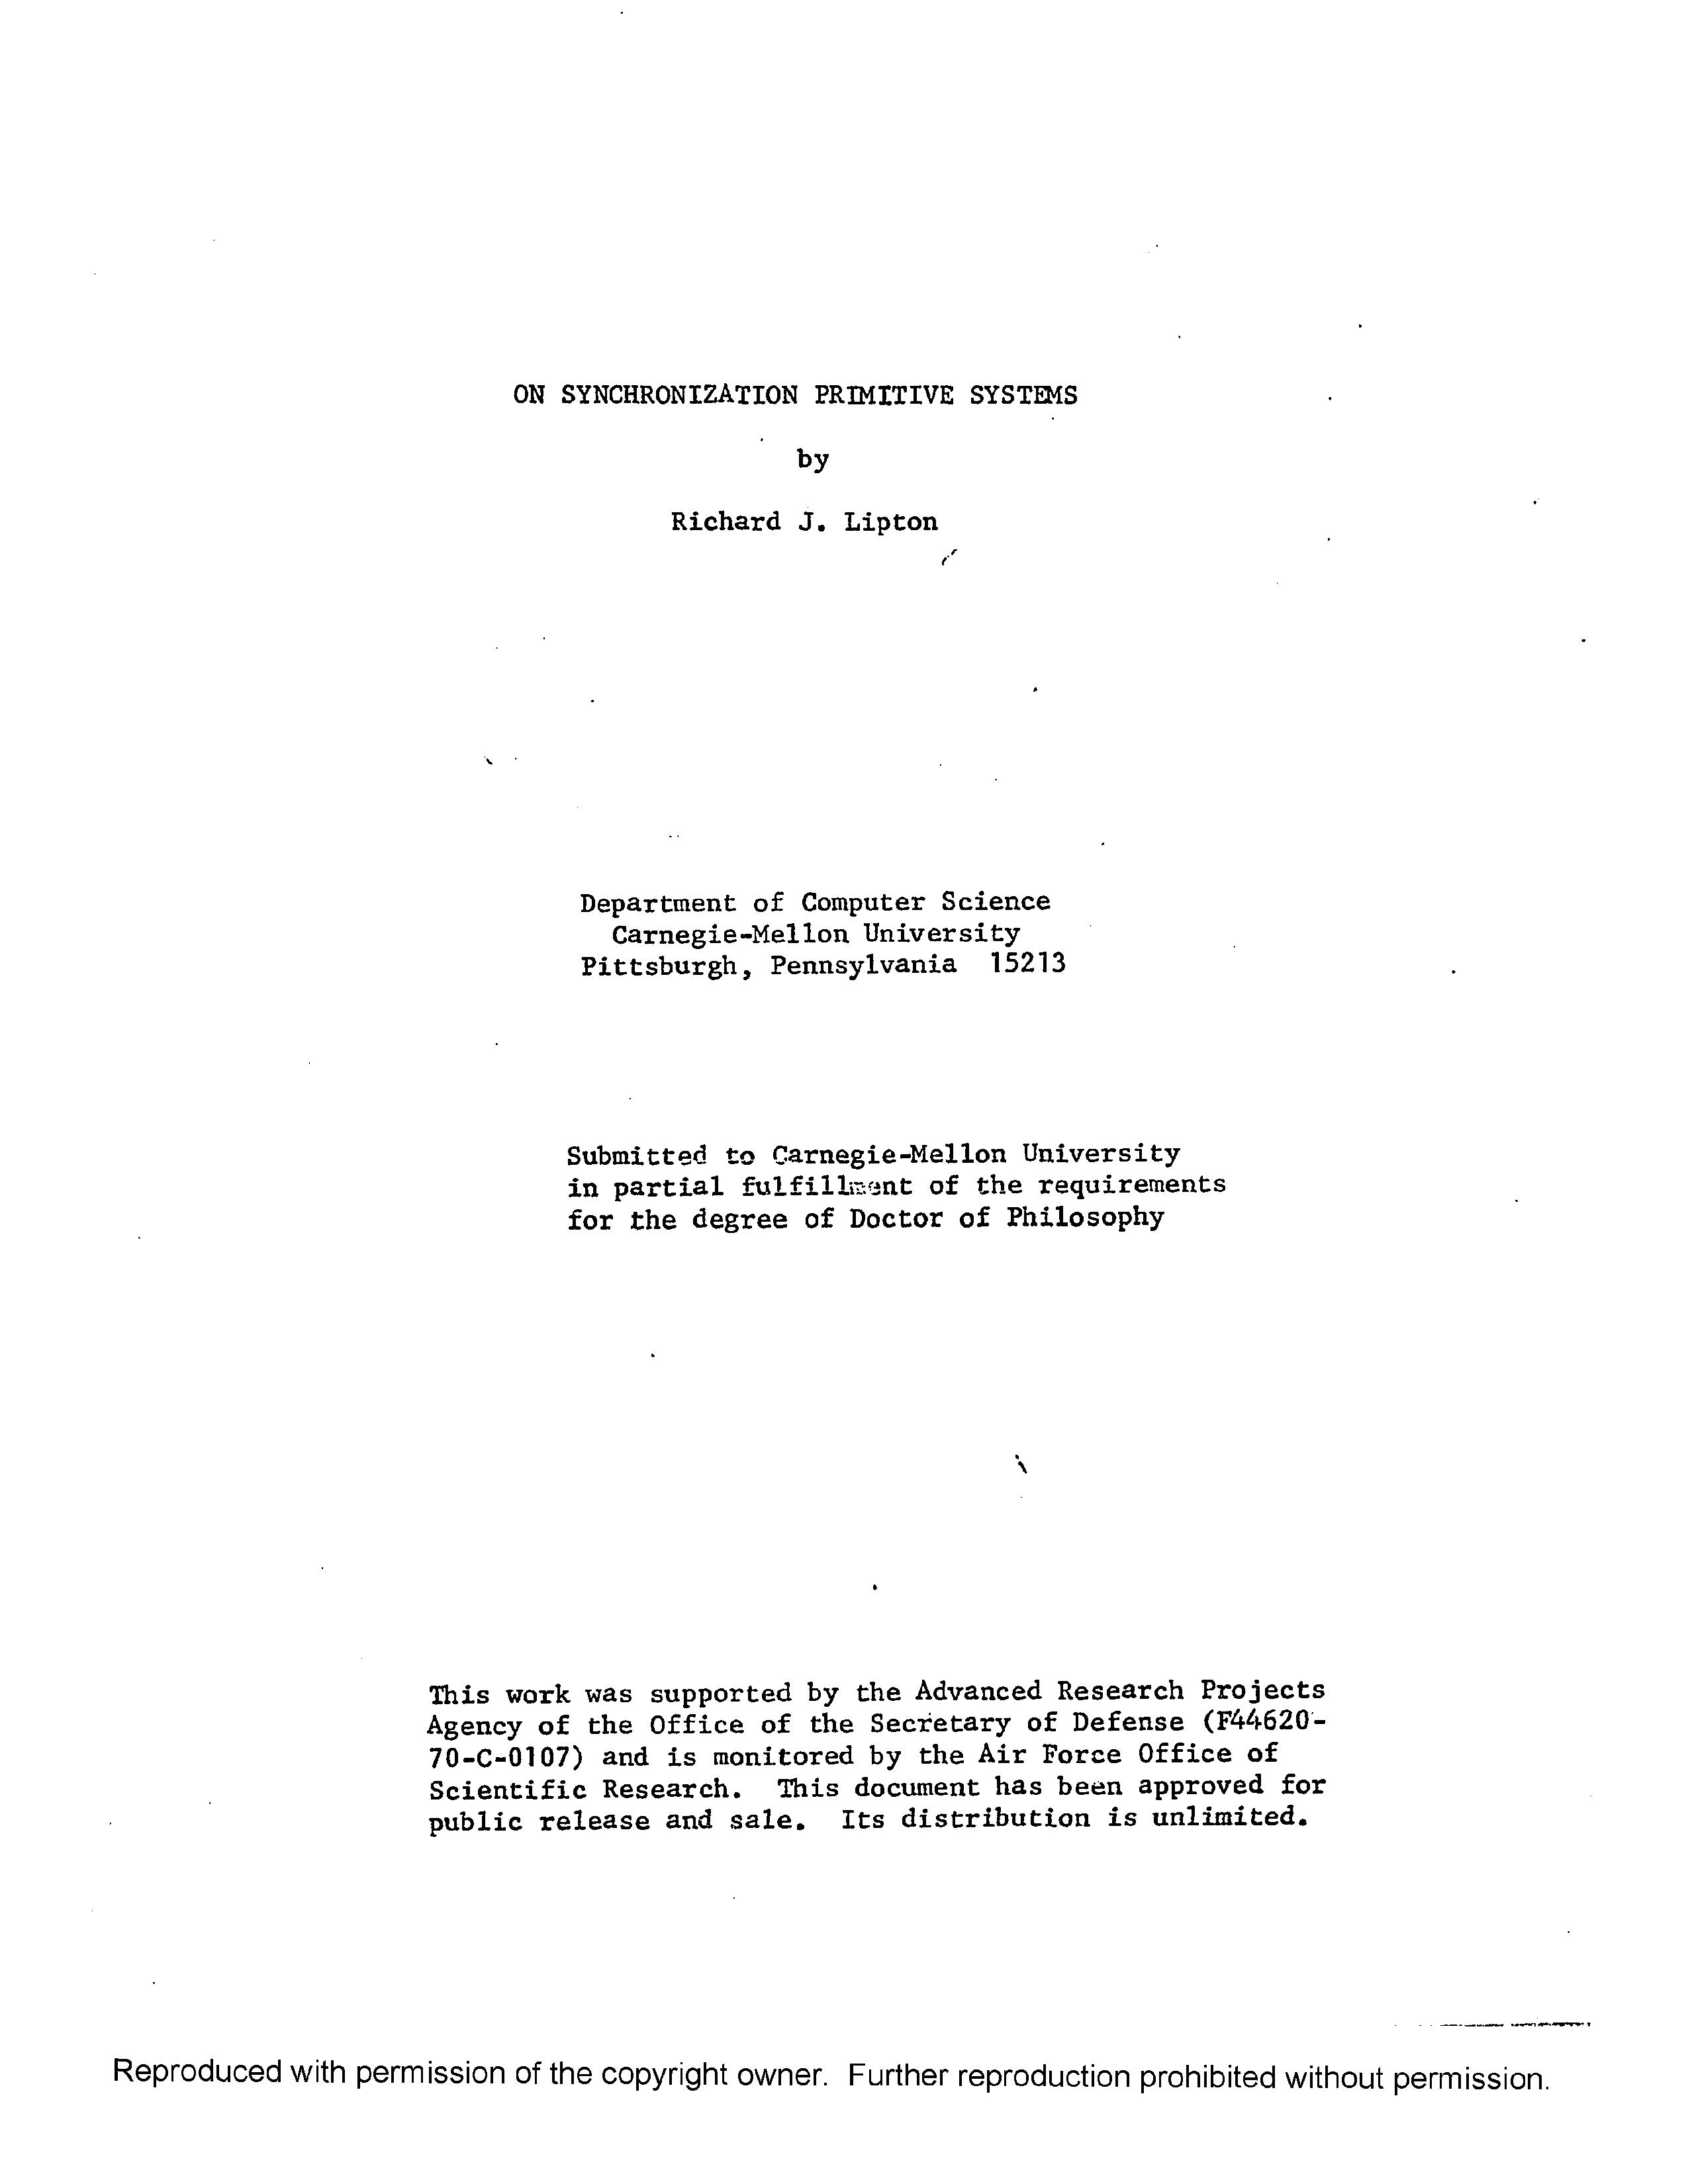 ON SYNCHRONIZATION PRIMITIVE SYSTEMS
by
Richard J. Lipton
Department of Computer Science
Carnegie-Mellon University
Pittsburgh, Pennsylvania 15213
Submitted to Carnegie-Mellon University
in partial fulfillment of the requirements
for the degree of Doctor of Philosophy
This work was supported by the Advanced Research Projects
Agency of the Office of the Secretary of Defense (F44620-
70-C-0107) and is monitored by the Air Force Office of
Scientific Research. This document has been approved for
public release and sale. Its distribution is unlimited.
Reproduced with permission of the copyright owner. Further reproduction prohibited without permission.